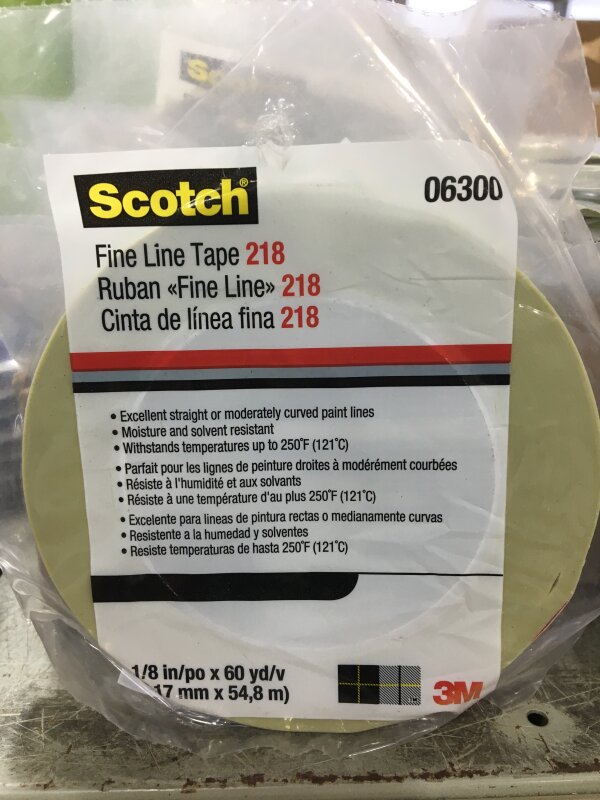 Sc
Scotch®
06300
Fine Line Tape 218
Ruban «Fine Line» 218
Cinta de línea fina 218
• Excellent straight or moderately curved paint lines
• Moisture and solvent resistant
• Withstands temperatures up to 250°F (121°C)
• Parfait pour les lignes de peinture droites à modérément courbées
• Résiste à l'humidité et aux solvants
• Résiste à une température d'au plus 250°F (121°C)
• Excelente para lineas de pintura rectas o medianamente curvas
• Resistente a la humedad y solventes
• Resiste temperaturas de hasta 250°F (121°C)
1/8 in/po x 60 yd/v
17 mm x 54,8 m)
™
3M